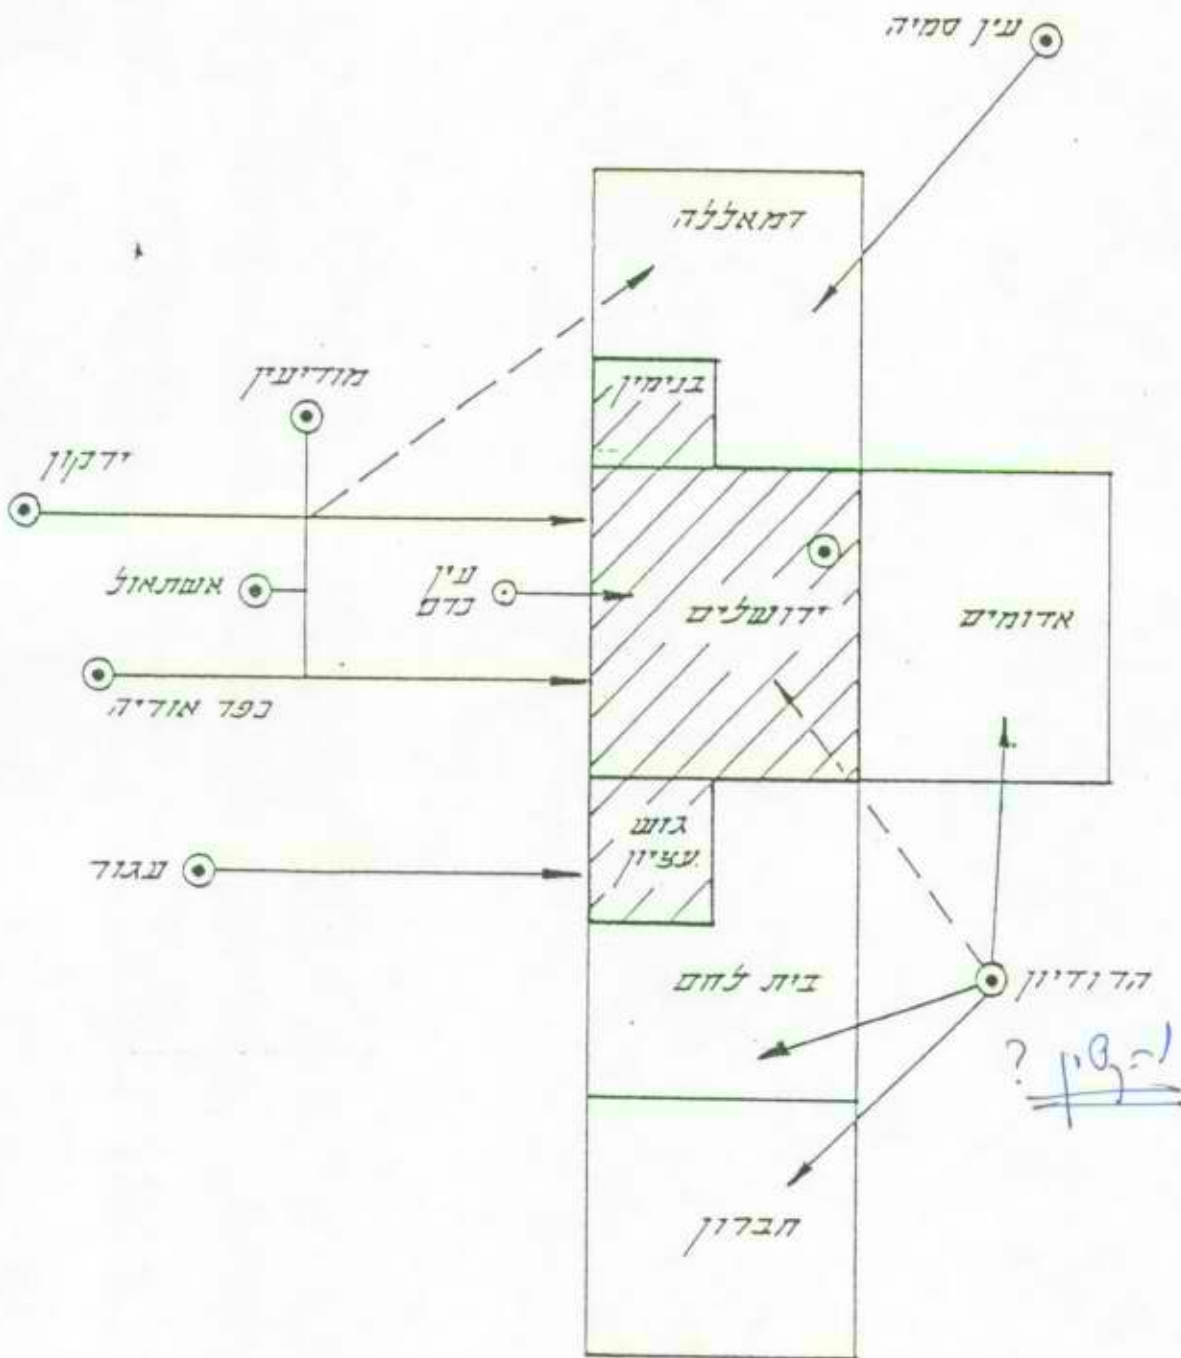 עין סמיה
רמאללה
מודיעין
בנימין
ירקון
אשתאול
עין
כרם
ירושלים
אדומים
כפר אוריה
גוש
עציון
עגור
בית לחם
הרודיון
?
חברון